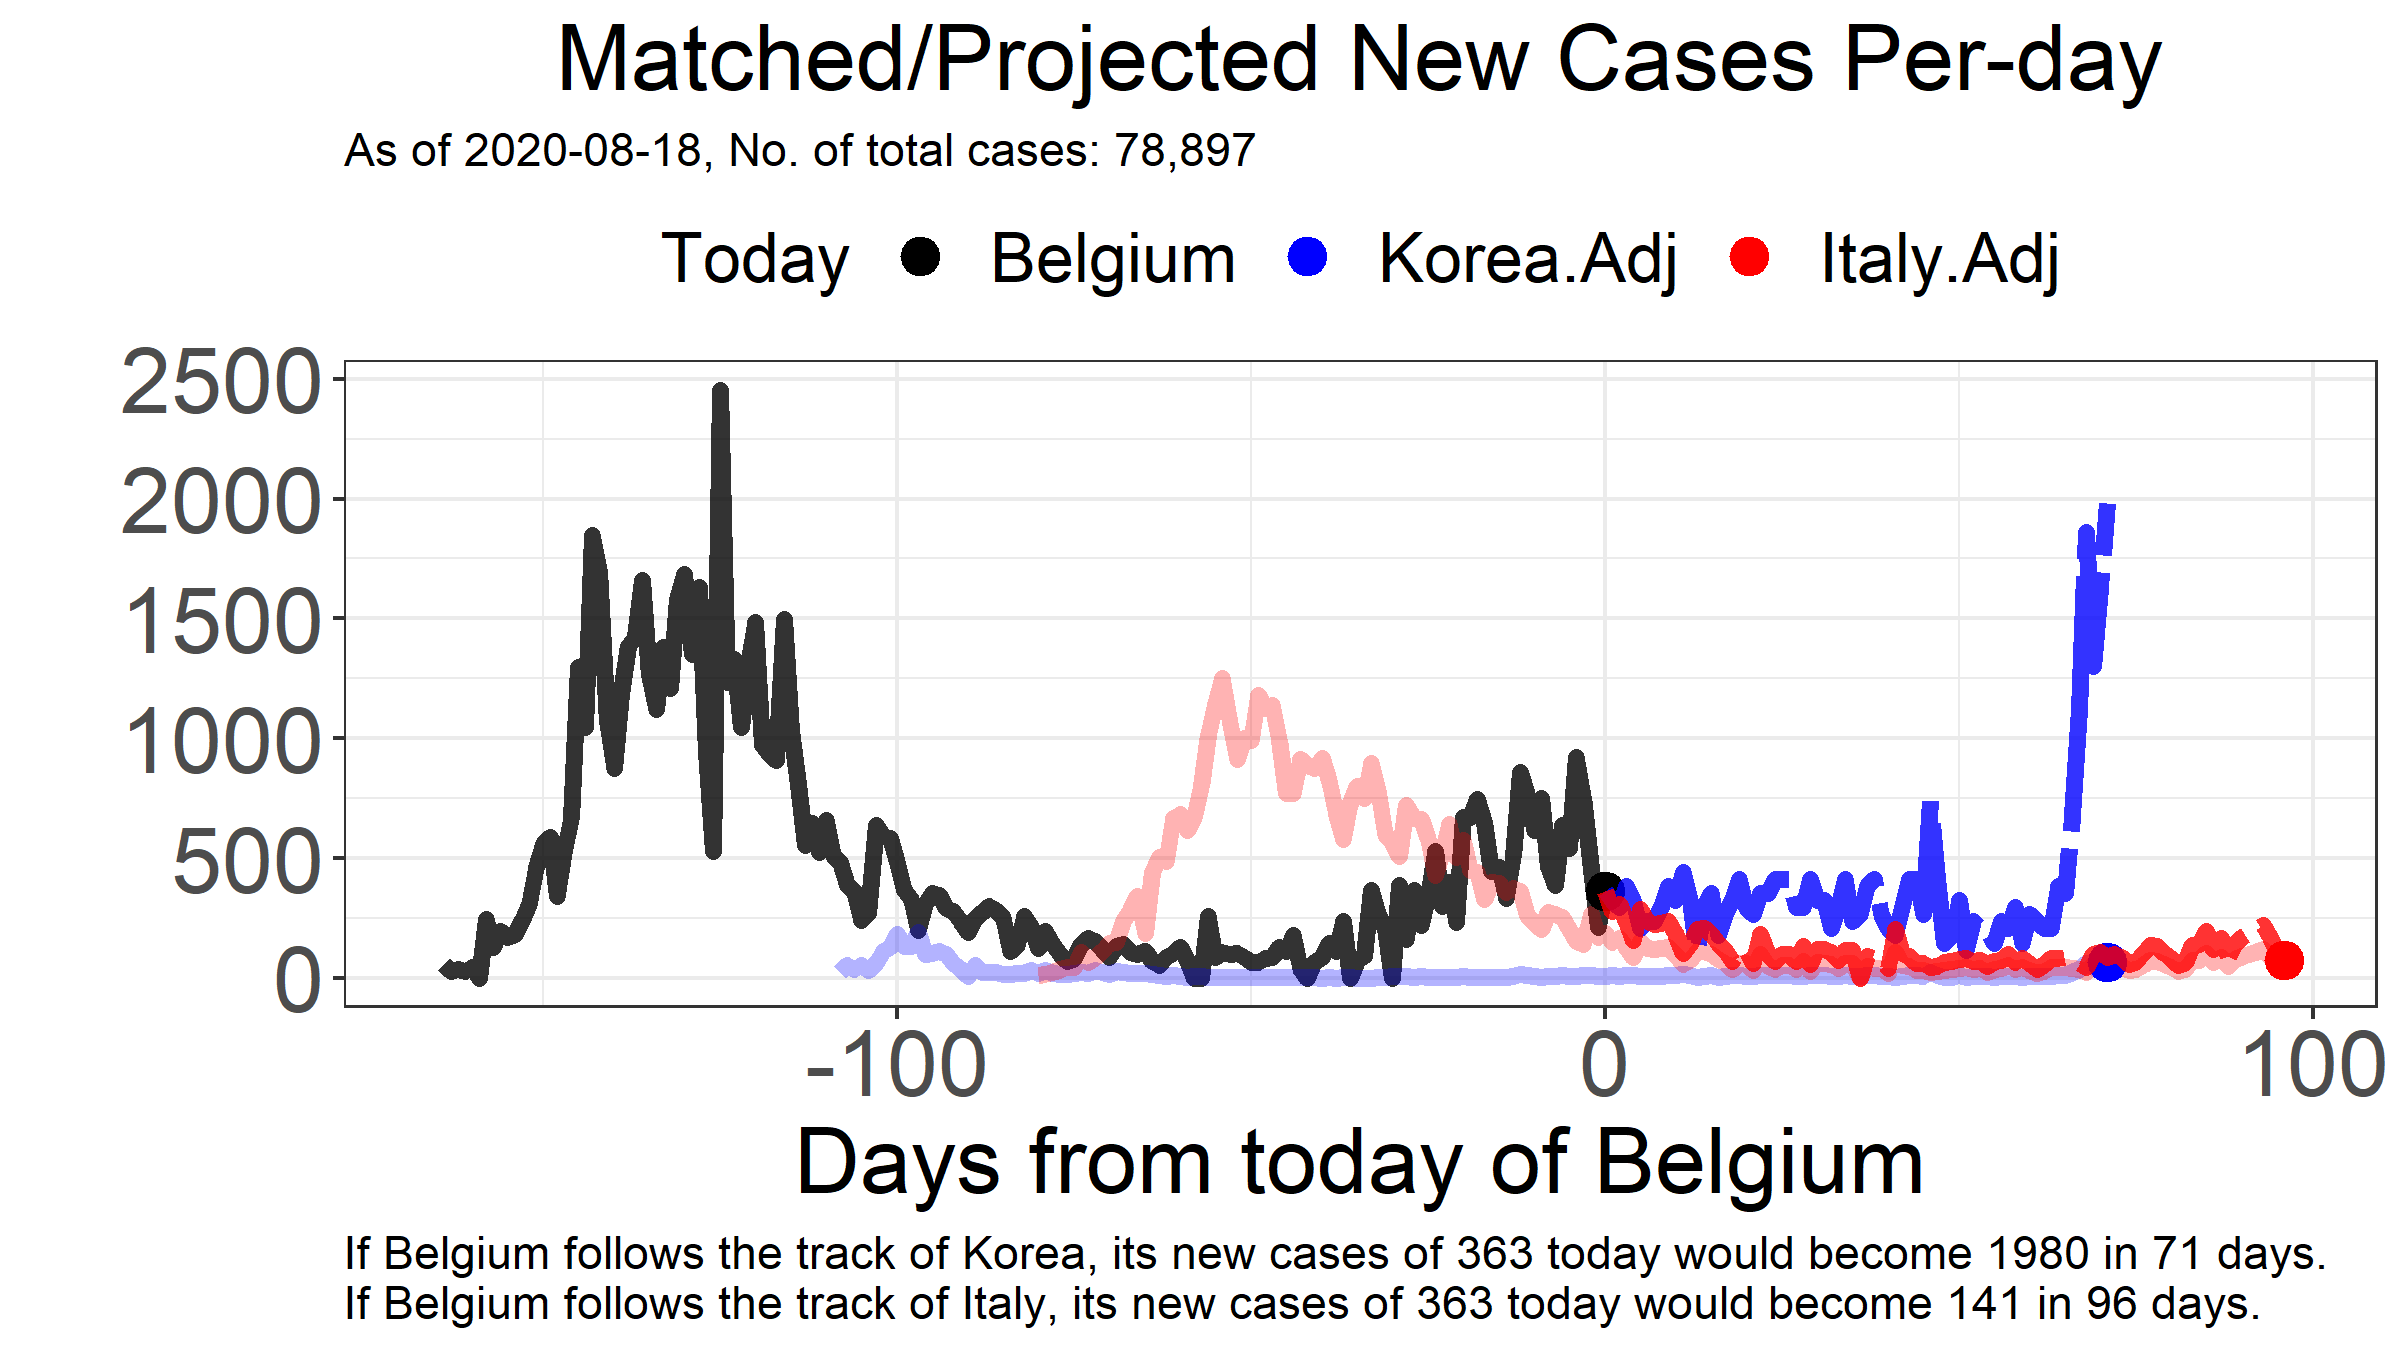 Matched/Projected New Cases Per-day
As of 2020-08-18, No. of total cases: 78,897
Today Belgium Korea.Adj Italy.Adj
2500
2000
1500
1000
500
0
-100 0 100
Days from today of Belgium
If Belgium follows the track of Korea, its new cases of 363 today would become 1980 in 71 days.
If Belgium follows the track of Italy, its new cases of 363 today would become 141 in 96 days.